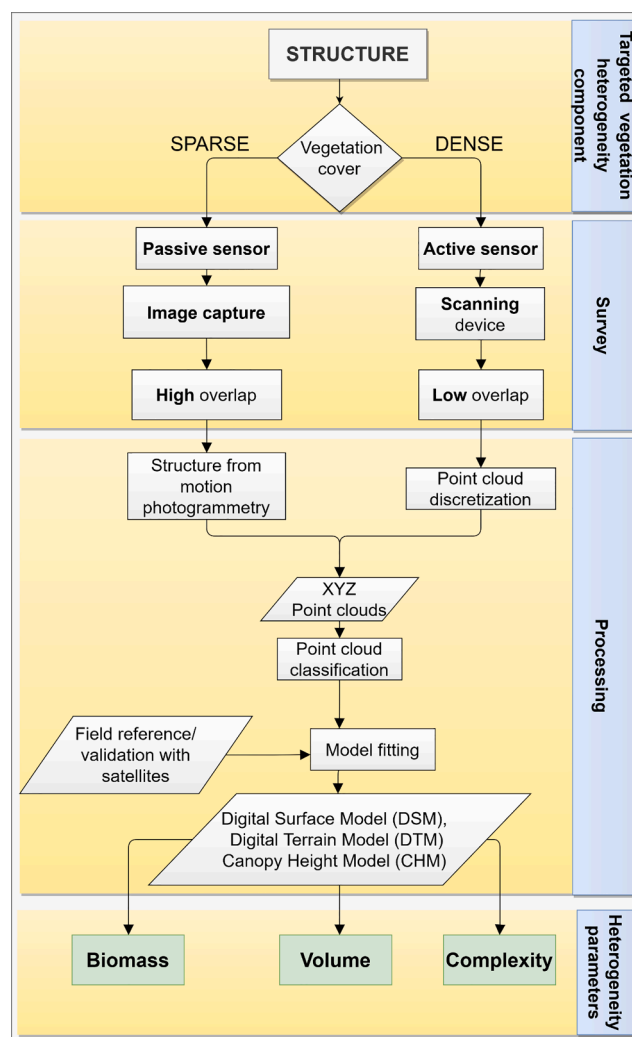 STRUCTURE
Targeted vegetation
heterogeneity
component
SPARSE
Vegetation
cover
DENSE
Passive sensor
Active sensor
Image capture
Scanning
device
Survey
High overlap
Low overlap
Structure from
motion
photogrammetry
Point cloud
discretization
XYZ
Point clouds
Point cloud
classification
Processing
Field reference/
validation with
satellites
Model fitting
Digital Surface Model (DSM),
Digital Terrain Model (DTM)
Canopy Height Model (CHM)
Biomass
Volume
Complexity
Heterogeneity
parameters